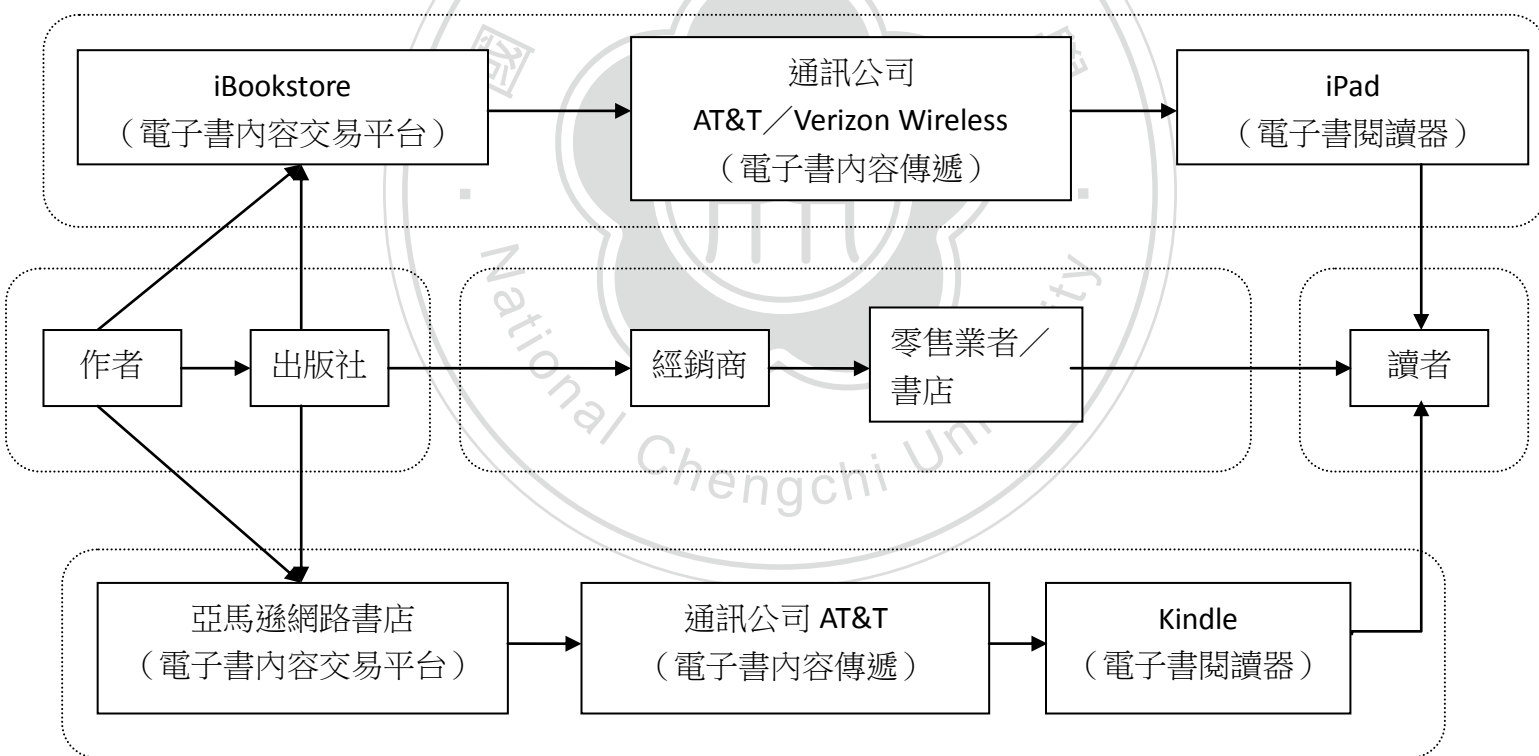 iBookstore
（電子書內容交易平台）
通訊公司
AT&T／Verizon Wireless
（電子書內容傳遞）
iPad
（電子書閱讀器）
作者
出版社
經銷商
零售業者／
書店
讀者
亞馬遜網路書店
（電子書內容交易平台）
通訊公司 AT&T
（電子書內容傳遞）
Kindle
（電子書閱讀器）
National Chengchi